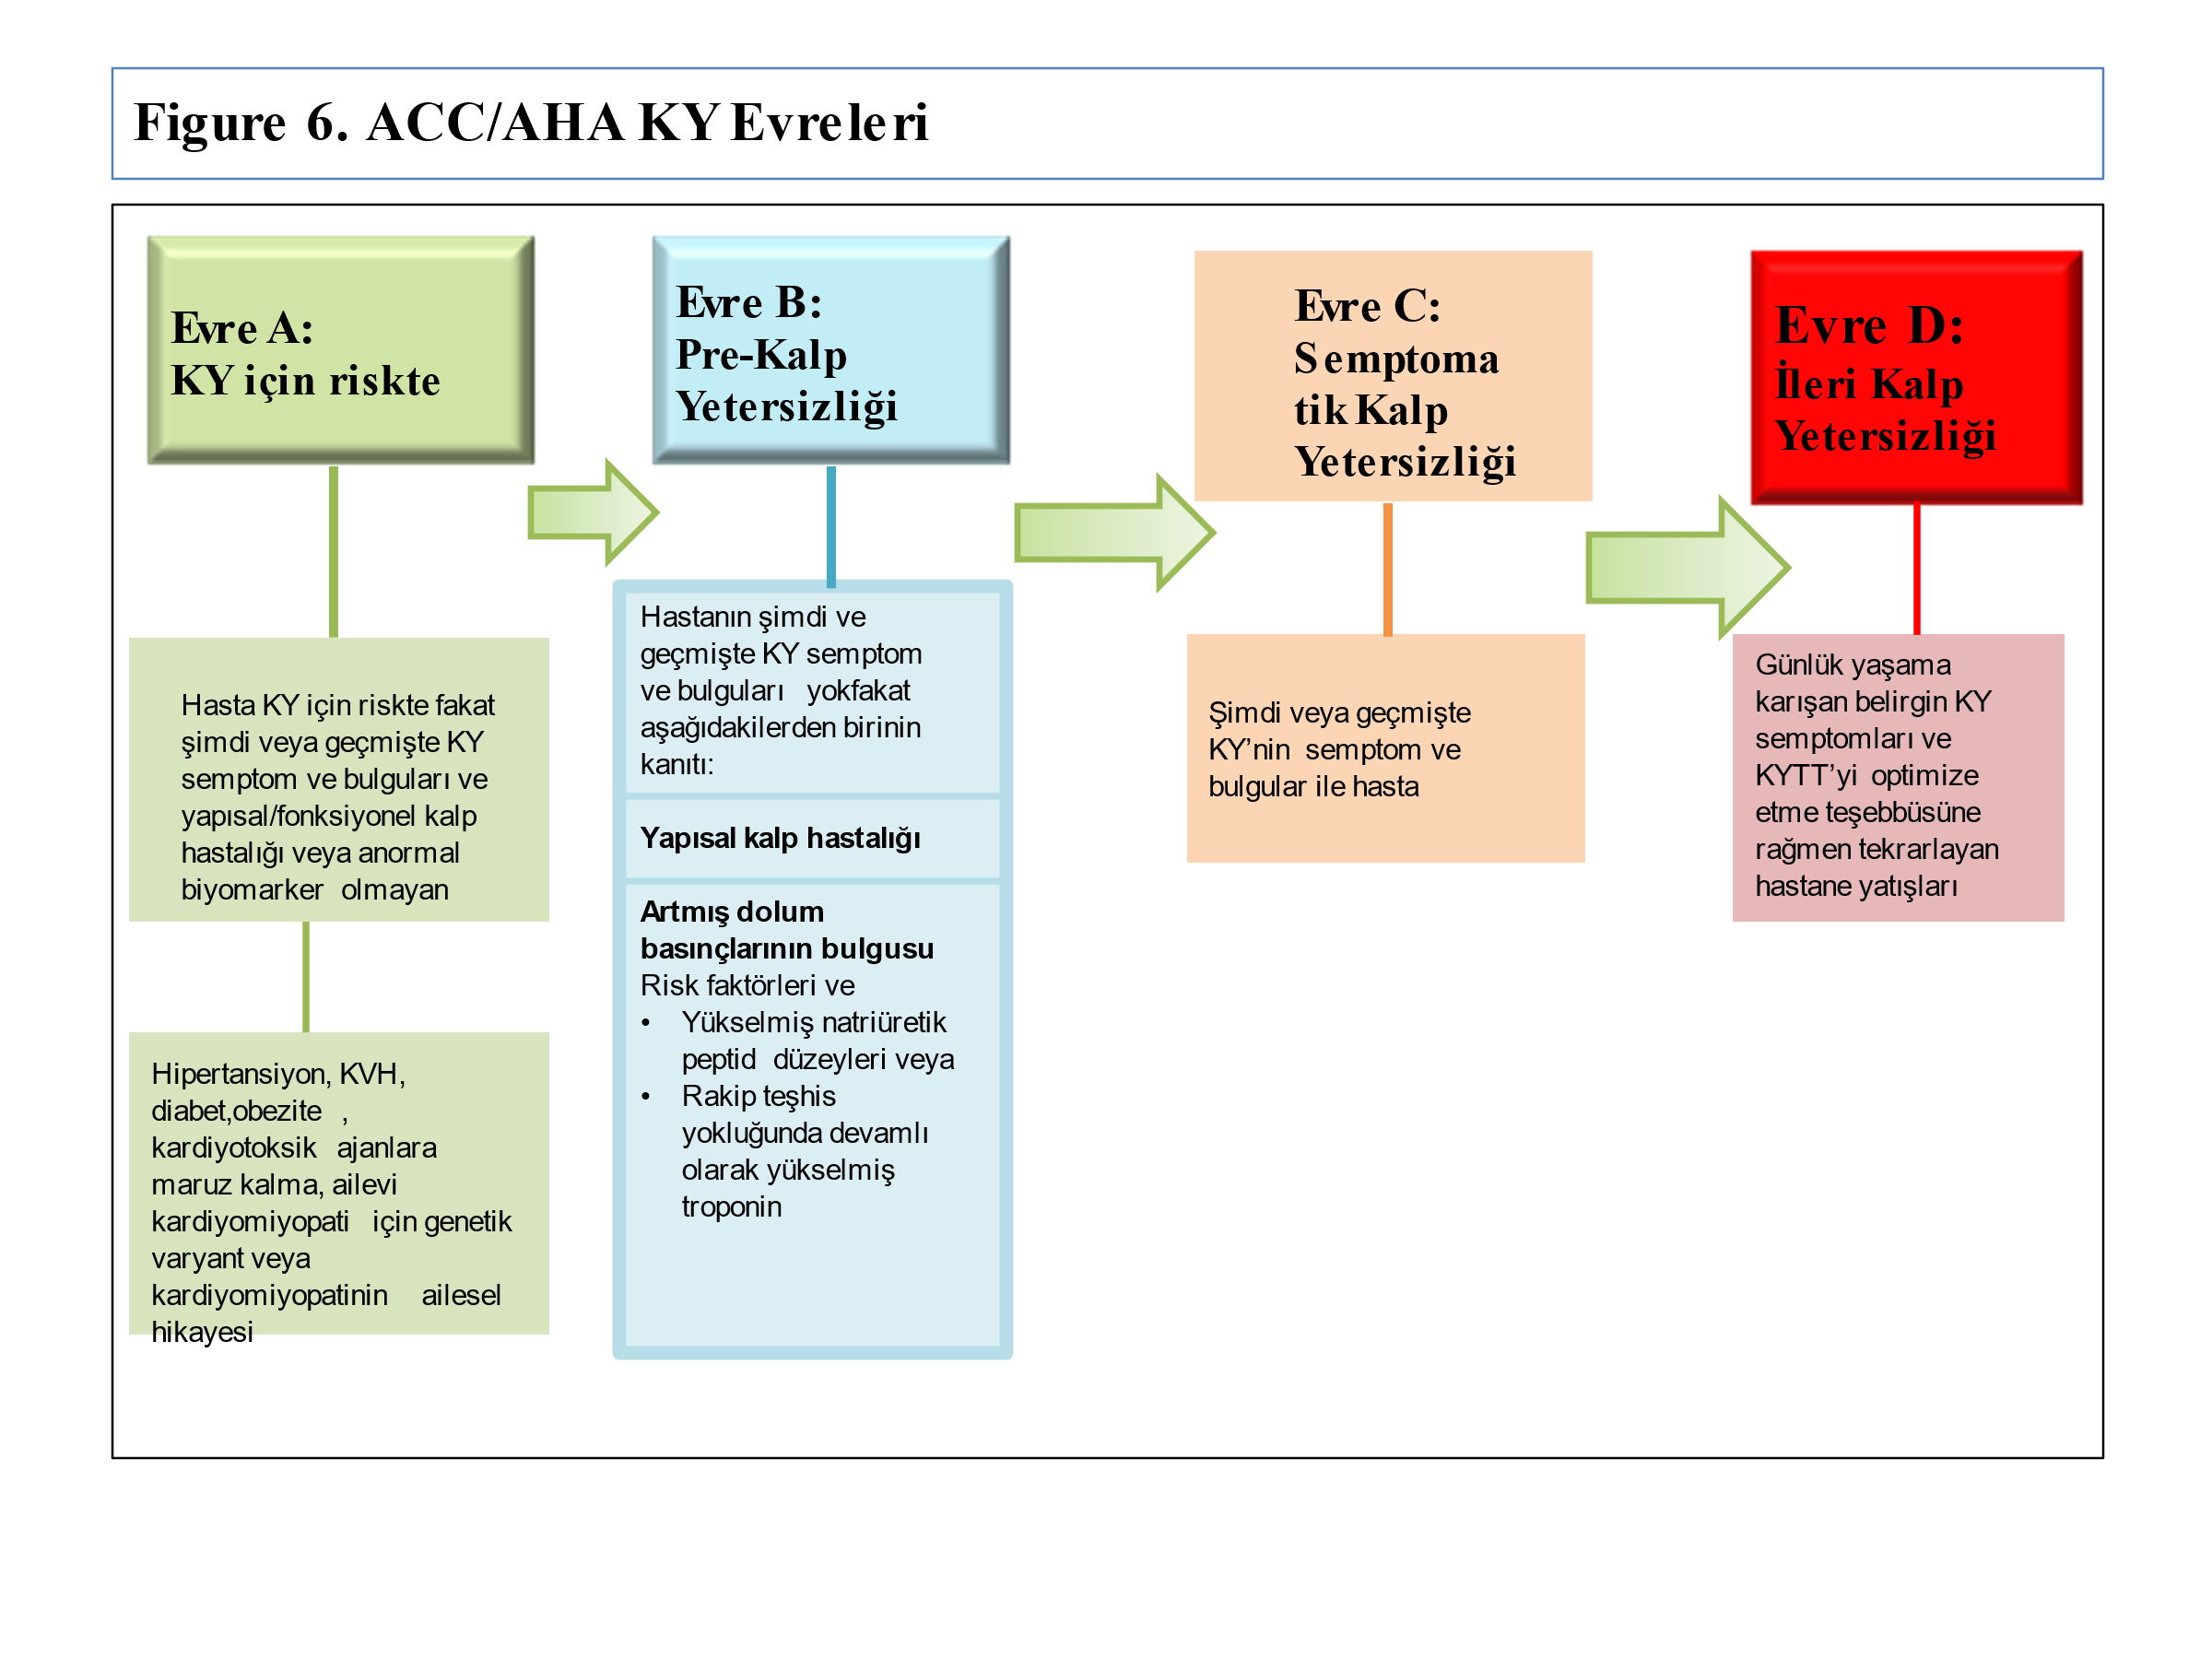 Figure 6. ACC/AHA KY Evreleri
Evre A:
KY için riskte
Hasta KY için riskte fakat
şimdi veya geçmişte KY
semptom ve bulguları ve
yapısal/fonksiyonel kalp
hastalığı veya anormal
biyomarker olmayan
Hipertansiyon, KVH,
diabet,obezite ,
kardiyotoksik ajanlara
maruz kalma, ailevi
kardiyomiyopati için genetik
varyant veya
kardiyomiyopatinin ailesel
hikayesi
Evre B:
Pre-Kalp
Yetersizliği
Hastanın şimdi ve
geçmişte KY semptom
ve bulguları yokfakat
aşağıdakilerden birinin
kanıtı:
Yapısal kalp hastalığı
Artmış dolum
basınçlarının bulgusu
Risk faktörleri ve
• Yükselmiş natriüretik
peptid düzeyleri veya
• Rakip teşhis
yokluğunda devamlı
olarak yükselmiş
troponin
Evre C:
Semptoma
tik Kalp
Yetersizliği
Şimdi veya geçmişte
KY’nin semptom ve
bulgular ile hasta
Evre D:
İleri Kalp
Yetersizliği
Günlük yaşama
karışan belirgin KY
semptomları ve
KYTT’yi optimize
etme teşebbüsüne
rağmen tekrarlayan
hastane yatışları